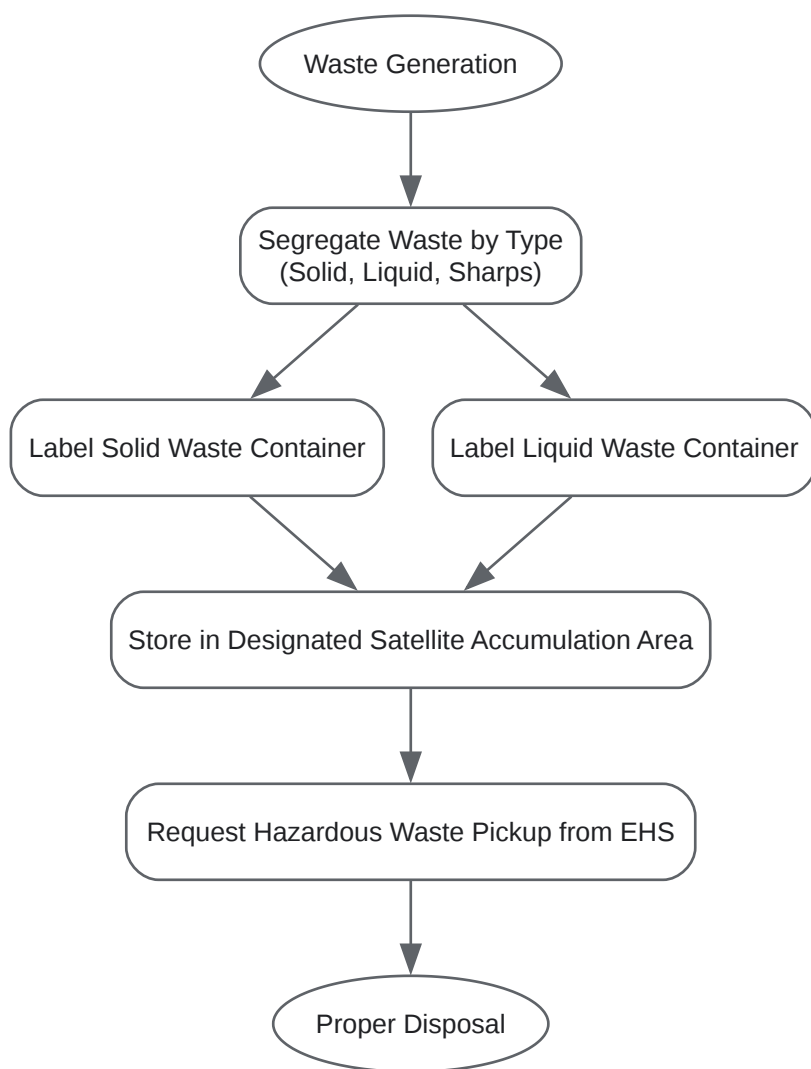 Waste Generation
Segregate Waste by Type
(Solid, Liquid, Sharps)
Label Solid Waste Container
Label Liquid Waste Container
Store in Designated Satellite Accumulation Area
Request Hazardous Waste Pickup from EHS
Proper Disposal